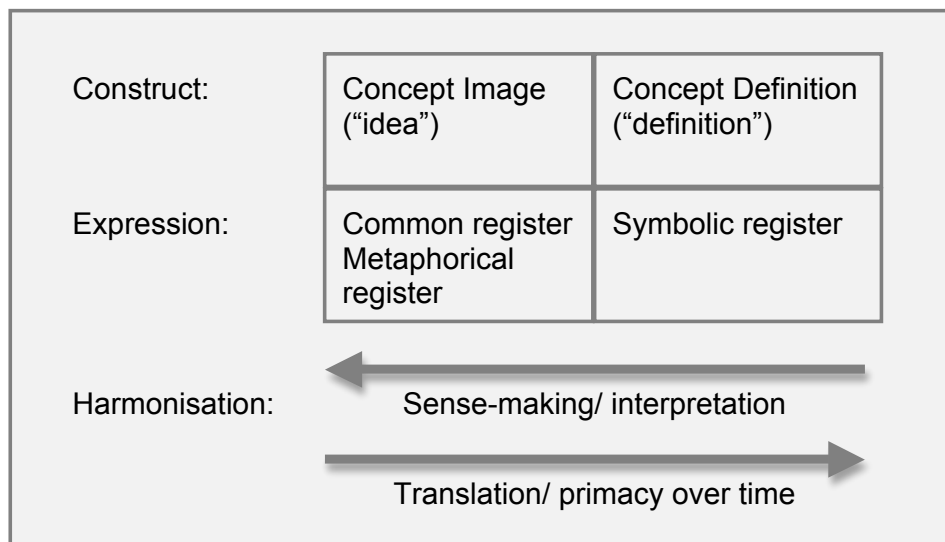 Construct:
Concept Image
(“idea”)
Concept Definition
(“definition”)
Expression:
Common register
Metaphorical
register
Symbolic register
Harmonisation:
Sense-making/ interpretation
Translation/ primacy over time